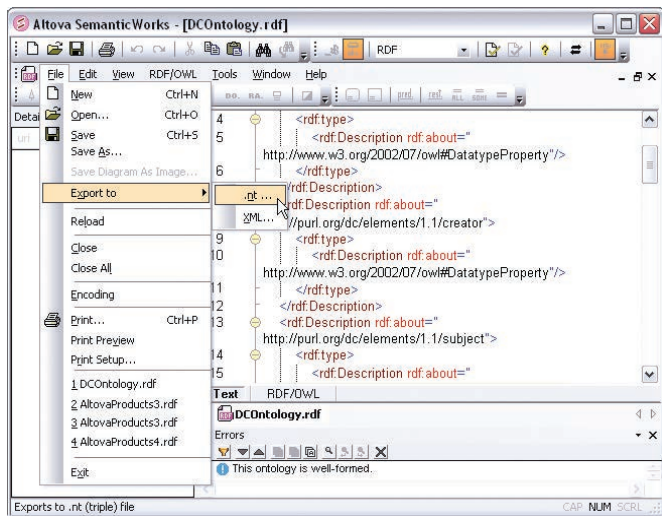 Altova SemanticWorks - [DCOntology.rdf]
RDF
File Edit View RDF/OWL Tools Window Help
Detai
uri
New Ctrl+N
Open... Ctrl+O
Save Ctrl+S
Save As...
Save Diagram As Image...
Export to
.nt ...
XML...
Reload
Close
Close All
Encoding
Print... Ctrl+P
Print Preview
Print Setup...
1 DCOntology.rdf
2 AltovaProducts3.rdf
3 AltovaProducts3.rdf
4 AltovaProducts4.rdf
Exit
4 <rdf:type>
5 <rdf:Description rdf:about="
http://www.w3.org/2002/07/owl#DatatypeProperty"/>
6 </rdf:type>
/rdf:Description>
rdf:Description rdf:about="
//purl.org/dc/elements/1.1/creator">
9 <rdf:type>
10 <rdf:Description rdf:about="
http://www.w3.org/2002/07/owl#DatatypeProperty"/>
11 </rdf:type>
12 </rdf:Description>
13 <rdf:Description rdf:about="
http://purl.org/dc/elements/1.1/subject">
14 <rdf:type>
15 <rdf:Description rdf:about="
Text RDF/OWL
DCOntology.rdf
Errors
This ontology is well-formed.
Exports to .nt (triple) file
CAP NUM SCRL